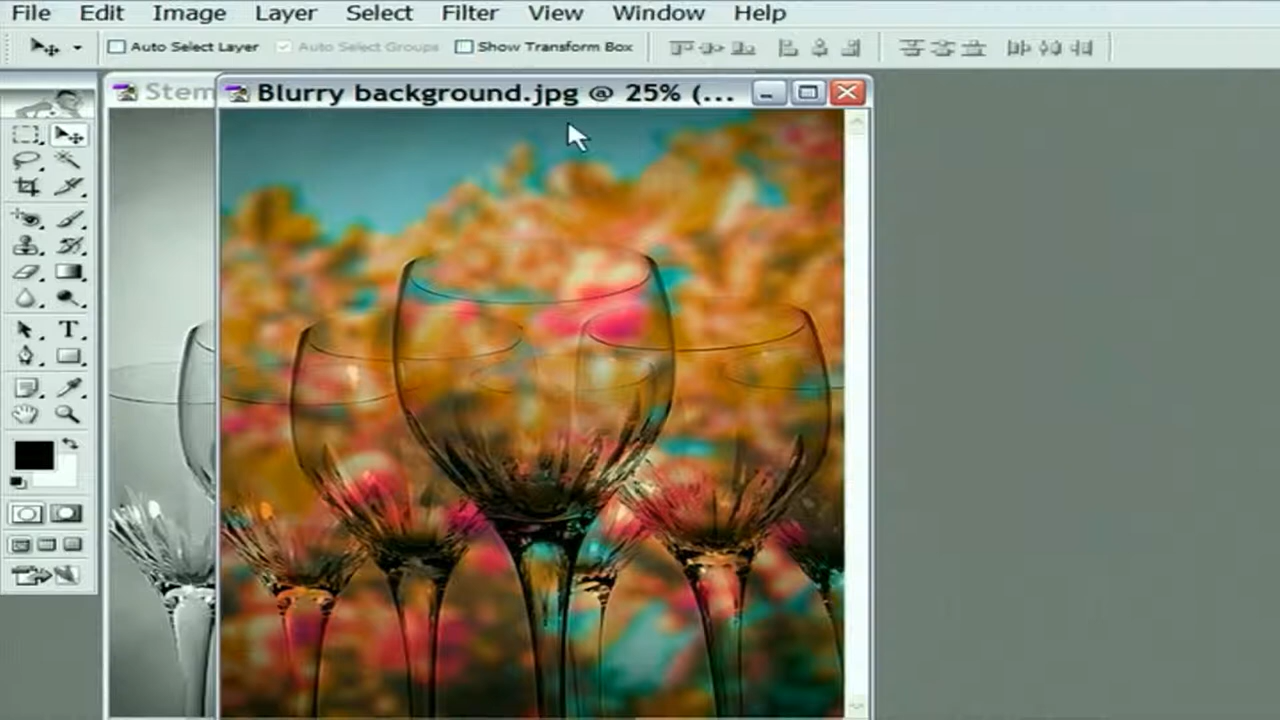 File Edit Image Layer Select Filter View Window Help
Auto Select Layer Auto Select Groups Show Transform Box
Stem
Blurry background.jpg @ 25% (...
T